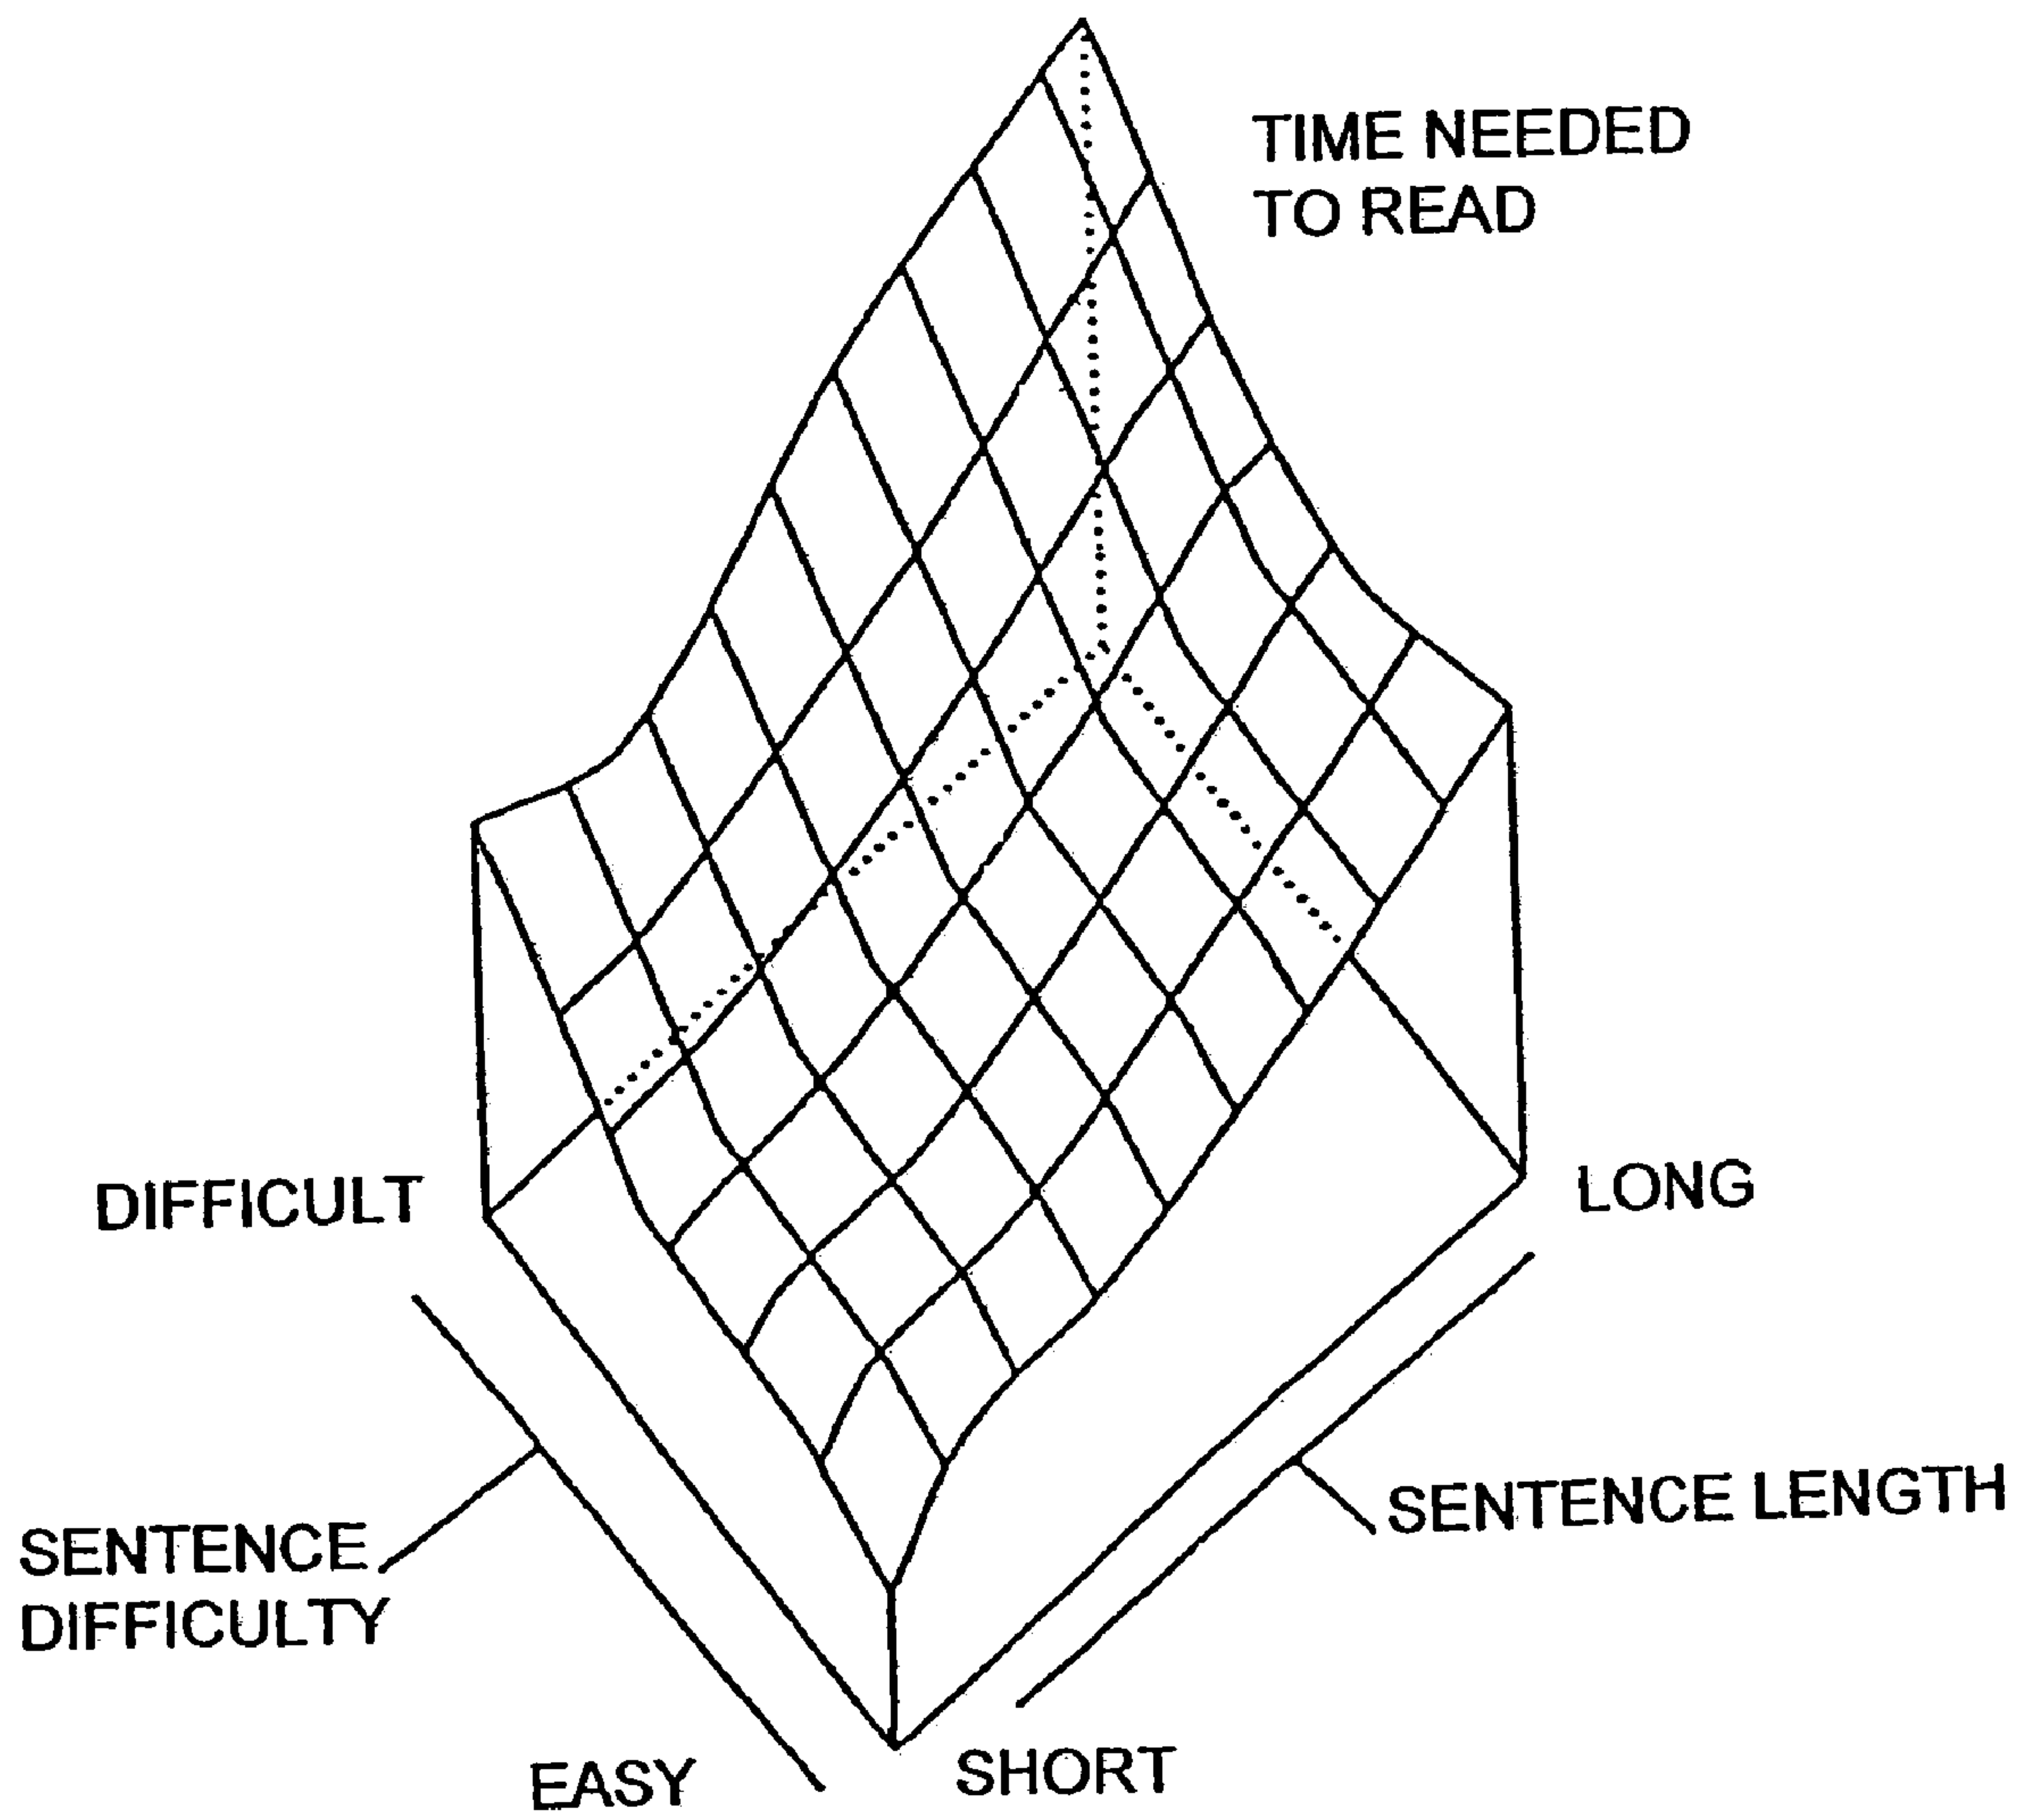 TIME NEEDED
TO READ
DIFFICULT
LONG
SENTENCE LENGTH
SENTENCE
DIFFICULTY
EASY
SHORT